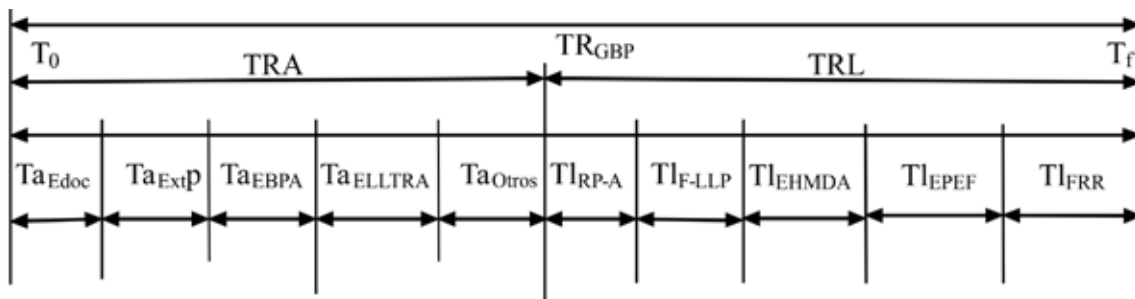 T0 TRGBP Tf
TRA TRL
TaEdoc TaExtp TaEBPA TaELLTRA TaOtros TlRP-A TlF-LLP TlEHMDA TlEPEF TlFRR